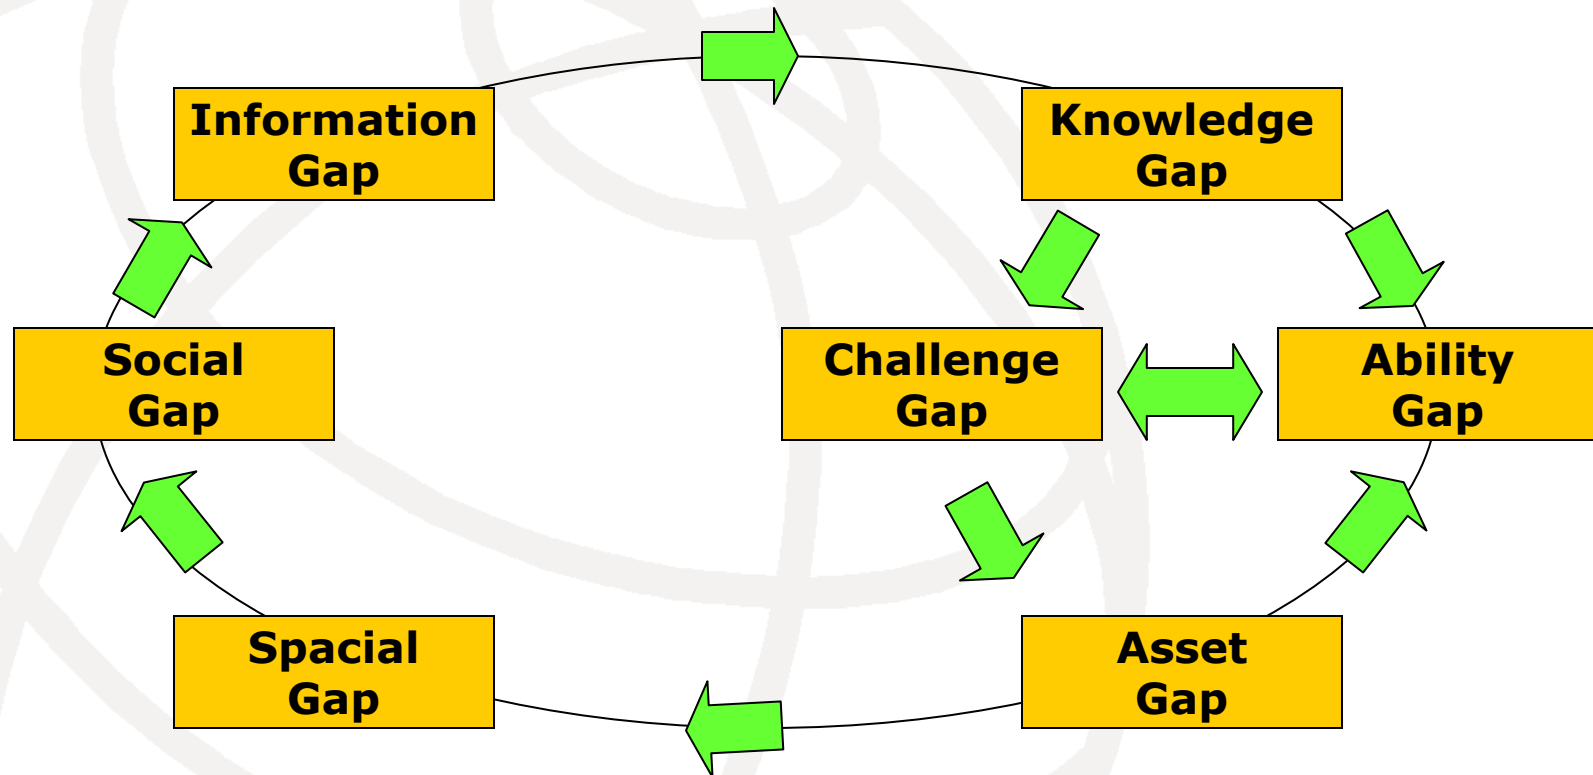 Information
Gap
Knowledge
Gap
Social
Gap
Challenge
Gap
Ability
Gap
Spacial
Gap
Asset
Gap